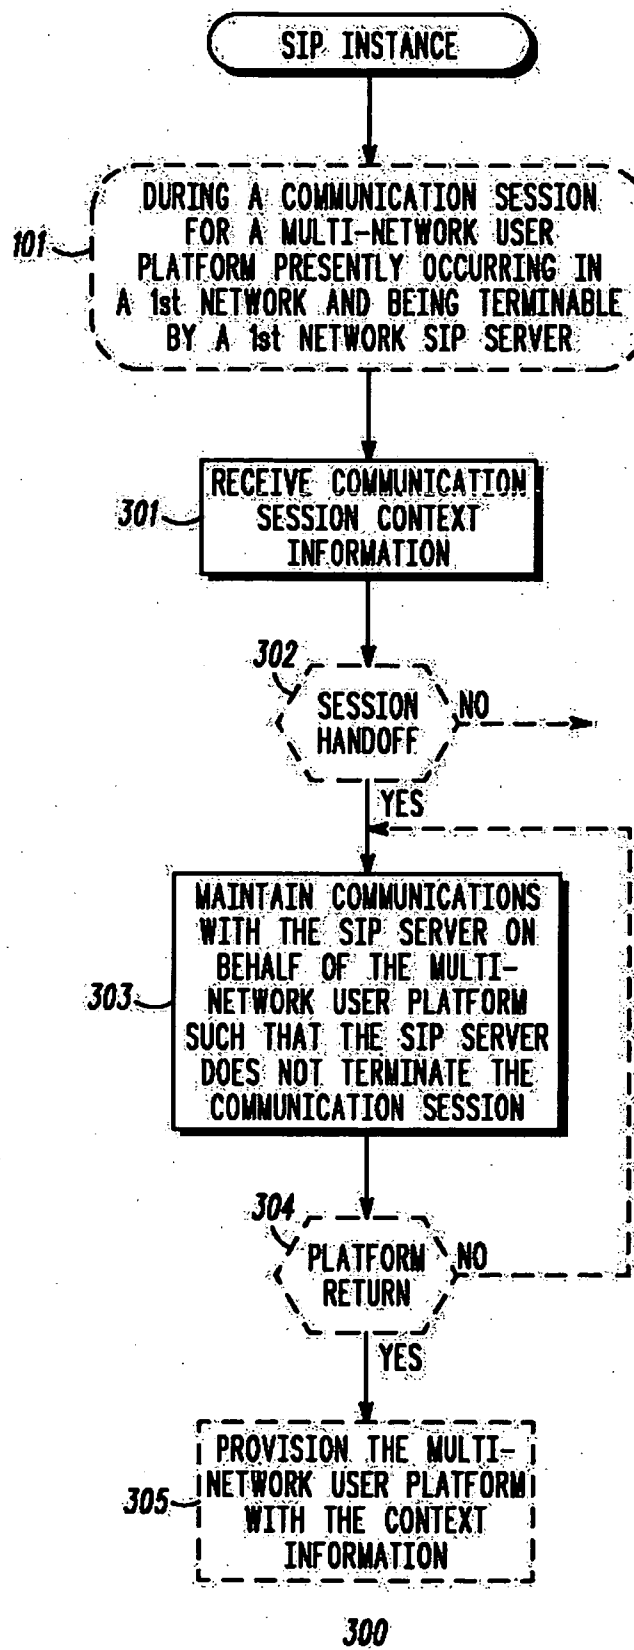 SIP INSTANCE
101
DURING A COMMUNICATION SESSION
FOR A MULTI-NETWORK USER
PLATFORM PRESENTLY OCCURRING IN
A 1st NETWORK AND BEING TERMINABLE
BY A 1st NETWORK SIP SERVER
301
RECEIVE COMMUNICATION
SESSION CONTEXT
INFORMATION
302
SESSION
HANDOFF
NO
YES
303
MAINTAIN COMMUNICATIONS
WITH THE SIP SERVER ON
BEHALF OF THE MULTI-
NETWORK USER PLATFORM
SUCH THAT THE SIP SERVER
DOES NOT TERMINATE THE
COMMUNICATION SESSION
304
PLATFORM
RETURN
NO
YES
305
PROVISION THE MULTI-
NETWORK USER PLATFORM
WITH THE CONTEXT
INFORMATION
300